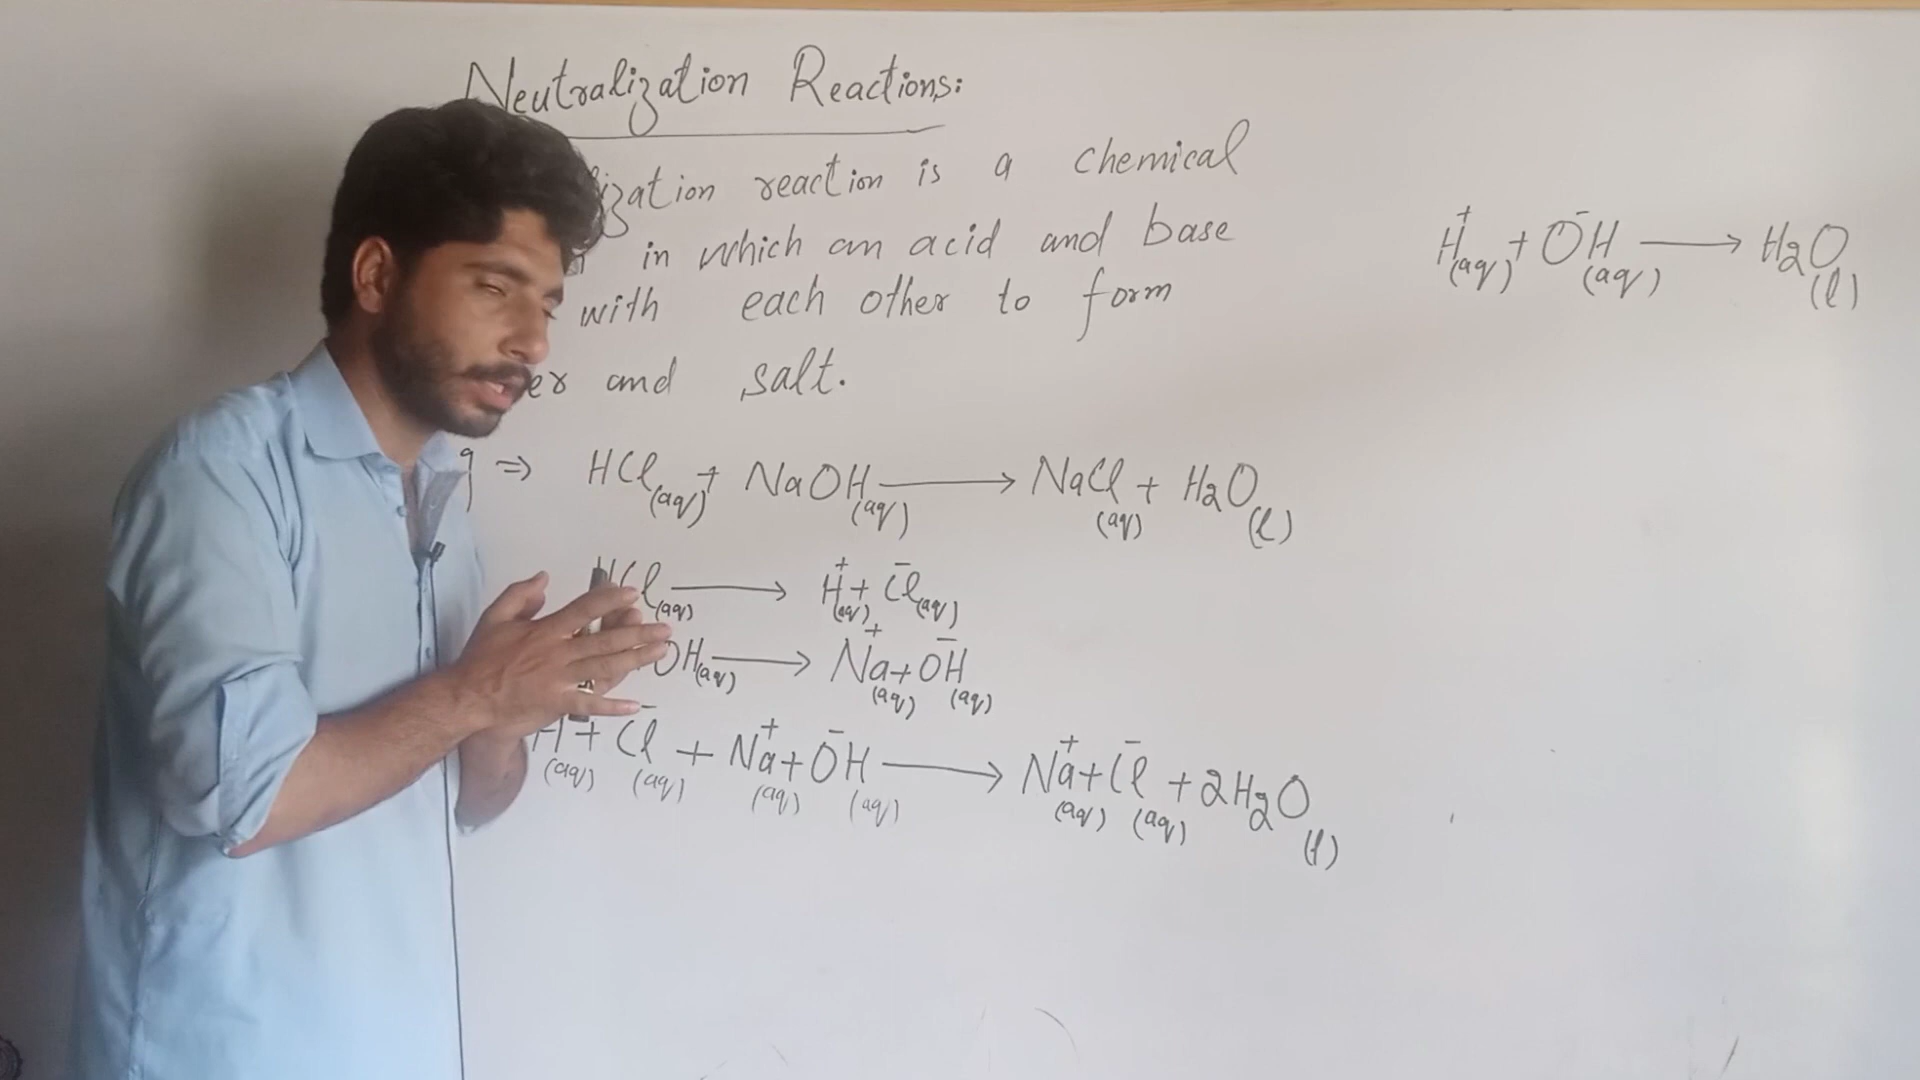 Neutralization Reactions:
ization reaction is a chemical
in which an acid and base
with each other to form
er and salt.
H⁺(aq) + OH⁻(aq) ⟶ H₂O(l)
g ⇒ HCl(aq) + NaOH(aq) ⟶ NaCl(aq) + H₂O(l)
HCl(aq) ⟶ H⁺(aq) + Cl⁻(aq)
OH(aq) ⟶ Na⁺(aq) + OH⁻(aq)
H⁺(aq) + Cl⁻(aq) + Na⁺(aq) + OH⁻(aq) ⟶ Na⁺(aq) + Cl⁻(aq) + 2H₂O(l)